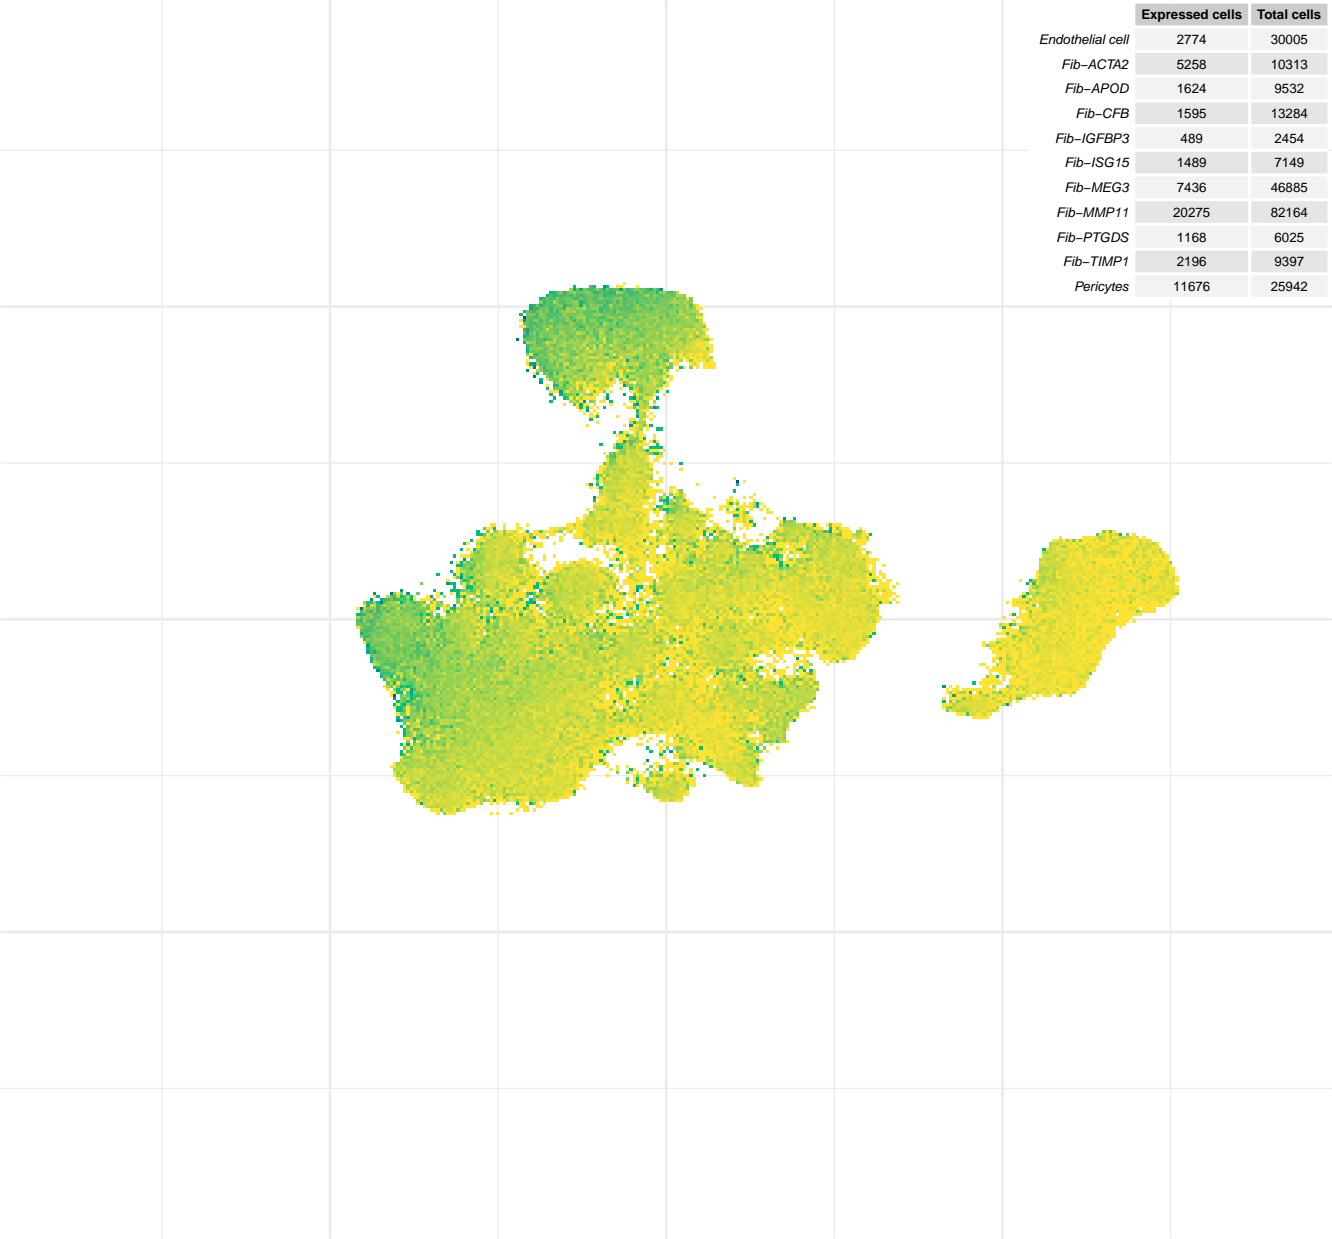 Expressed cells Total cells
Endothelial cell 2774 30005
Fib−ACTA2 5258 10313
Fib−APOD 1624 9532
Fib−CFB 1595 13284
Fib−IGFBP3 489 2454
Fib−ISG15 1489 7149
Fib−MEG3 7436 46885
Fib−MMP11 20275 82164
Fib−PTGDS 1168 6025
Fib−TIMP1 2196 9397
Pericytes 11676 25942